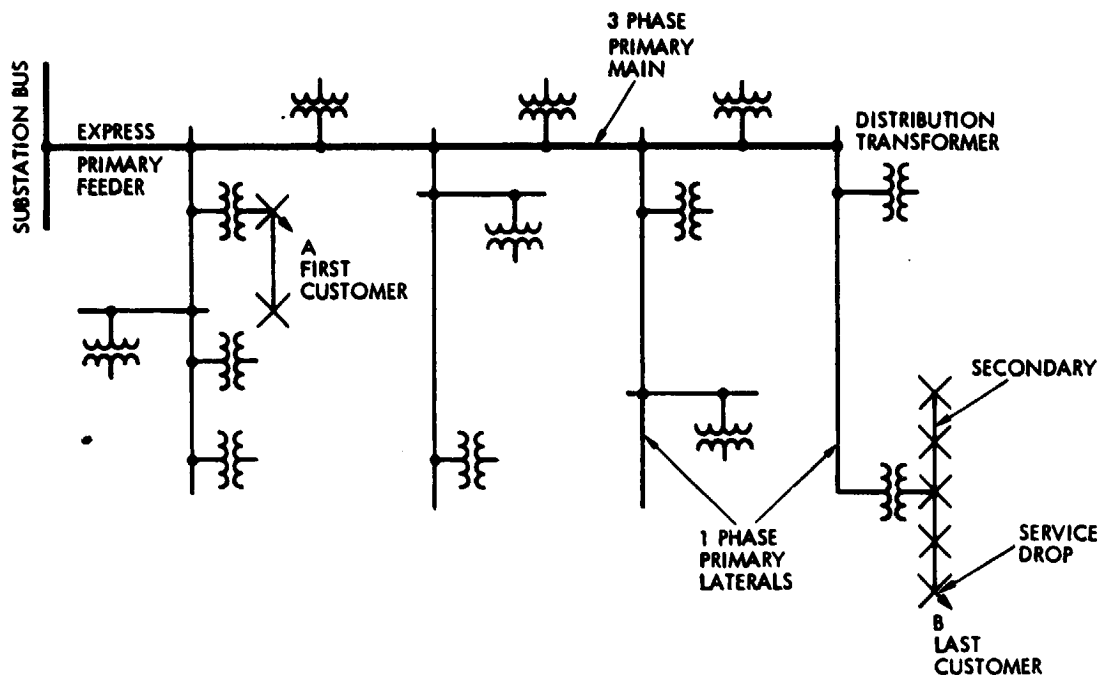 3 PHASE
PRIMARY
MAIN
SUBSTATION BUS
EXPRESS
PRIMARY
FEEDER
DISTRIBUTION
TRANSFORMER
A
FIRST
CUSTOMER
SECONDARY
1 PHASE
PRIMARY
LATERALS
SERVICE
DROP
B
LAST
CUSTOMER